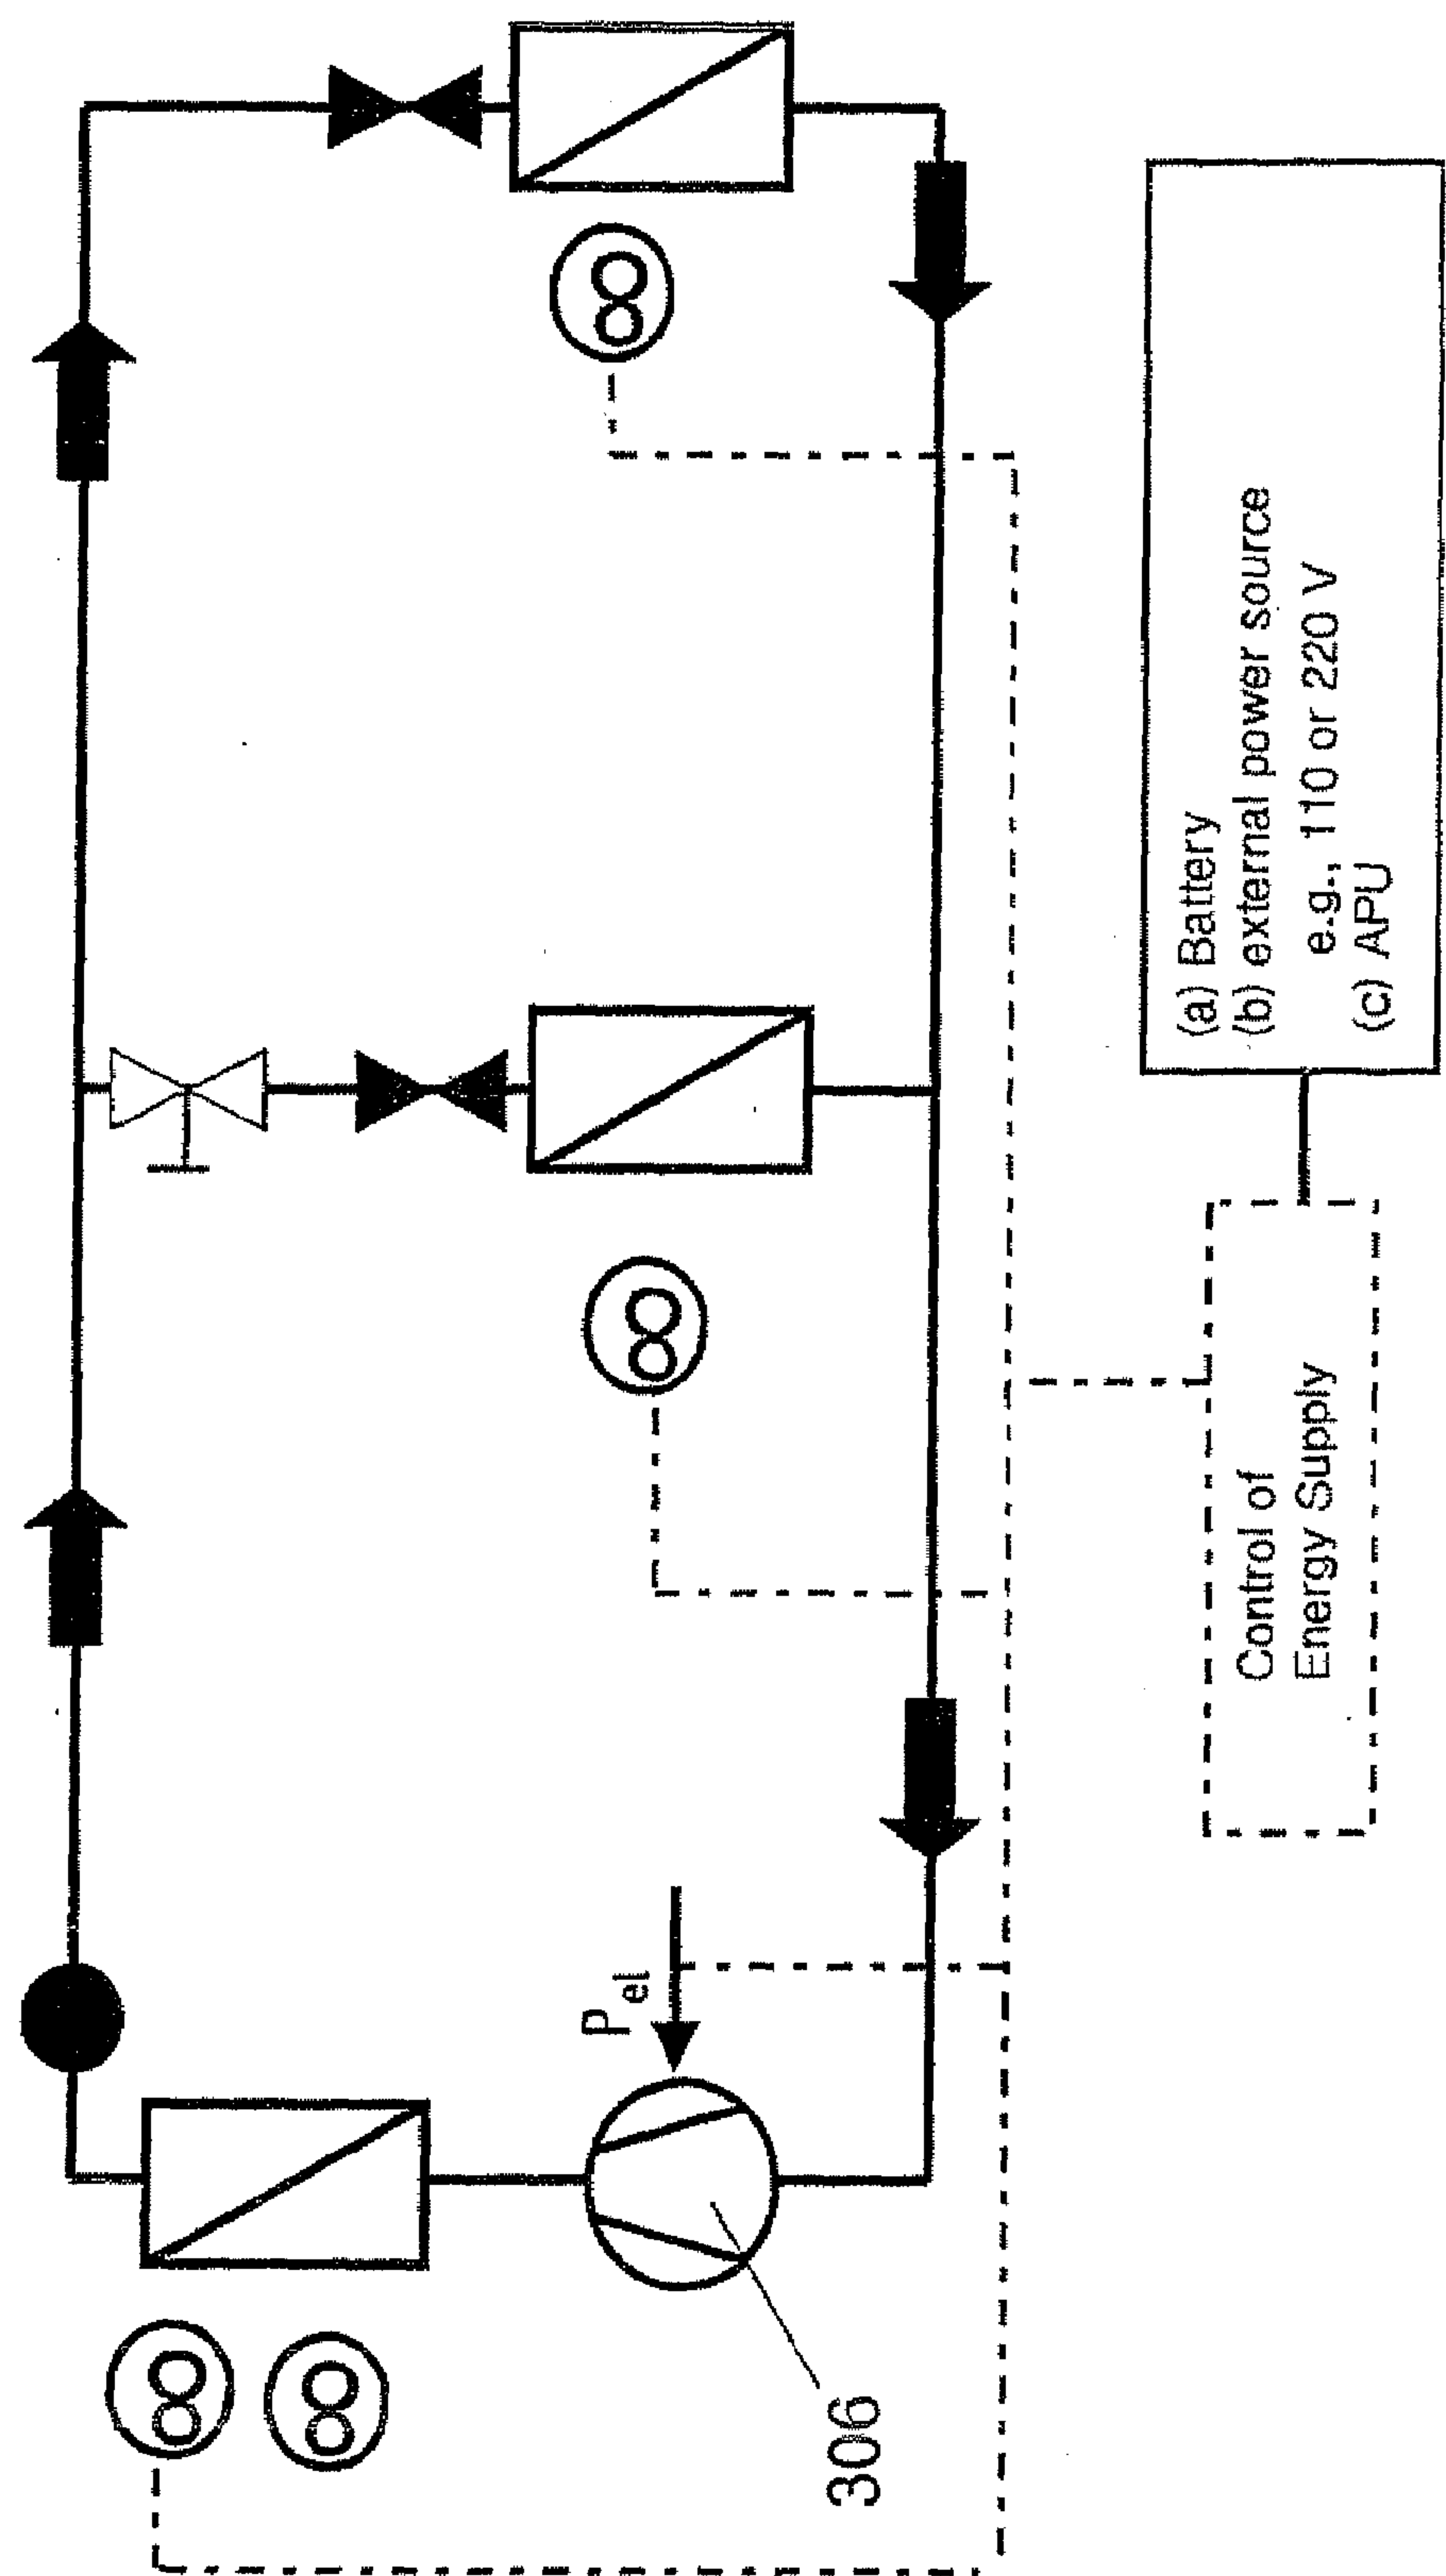 (a) Battery
(b) external power source
e.g., 110 or 220 V
(c) APU
Control of
Energy Supply
P el
306